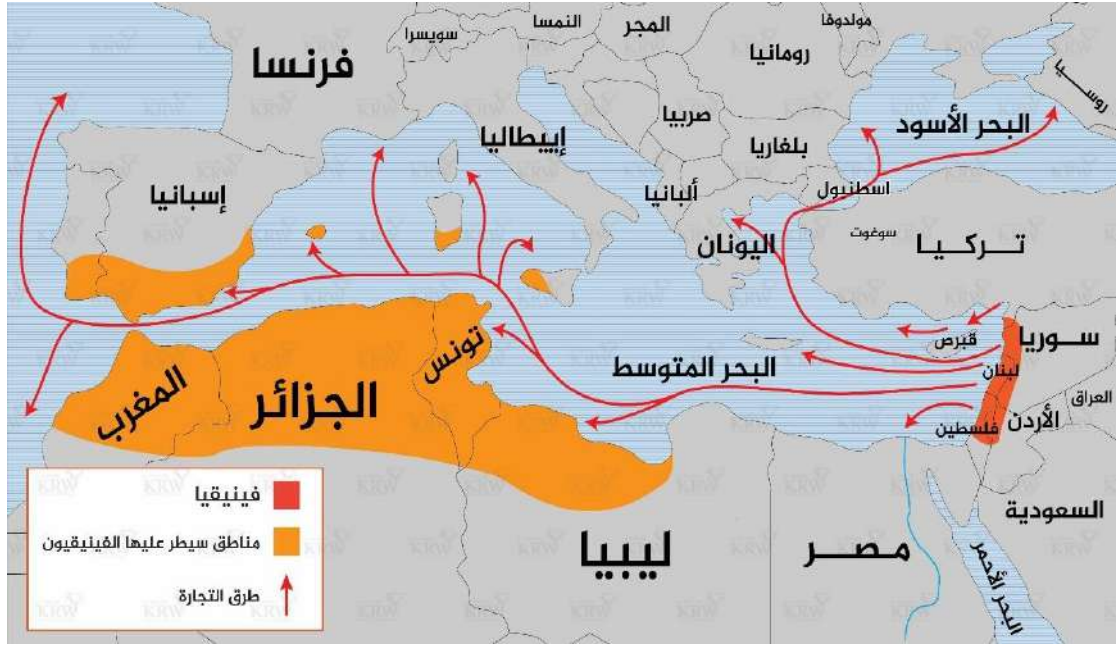 النمسا
المجر
مولدوفا
سويسرا
فرنسا
رومانيا
روسيا
إيطاليا
صربيا
البحر الأسود
بلغاريا
إسبانيا
ألبانيا
اسطنبول
اليونان
سوغوت
تركيا
قبرص
سوريا
تونس
البحر المتوسط
لبنان
المغرب
الجزائر
العراق
فلسطين
الأردن
السعودية
ليبيا
مصر
البحر الأحمر
فينيقيا
مناطق سيطر عليها الفينيقيون
طرق التجارة
KRW